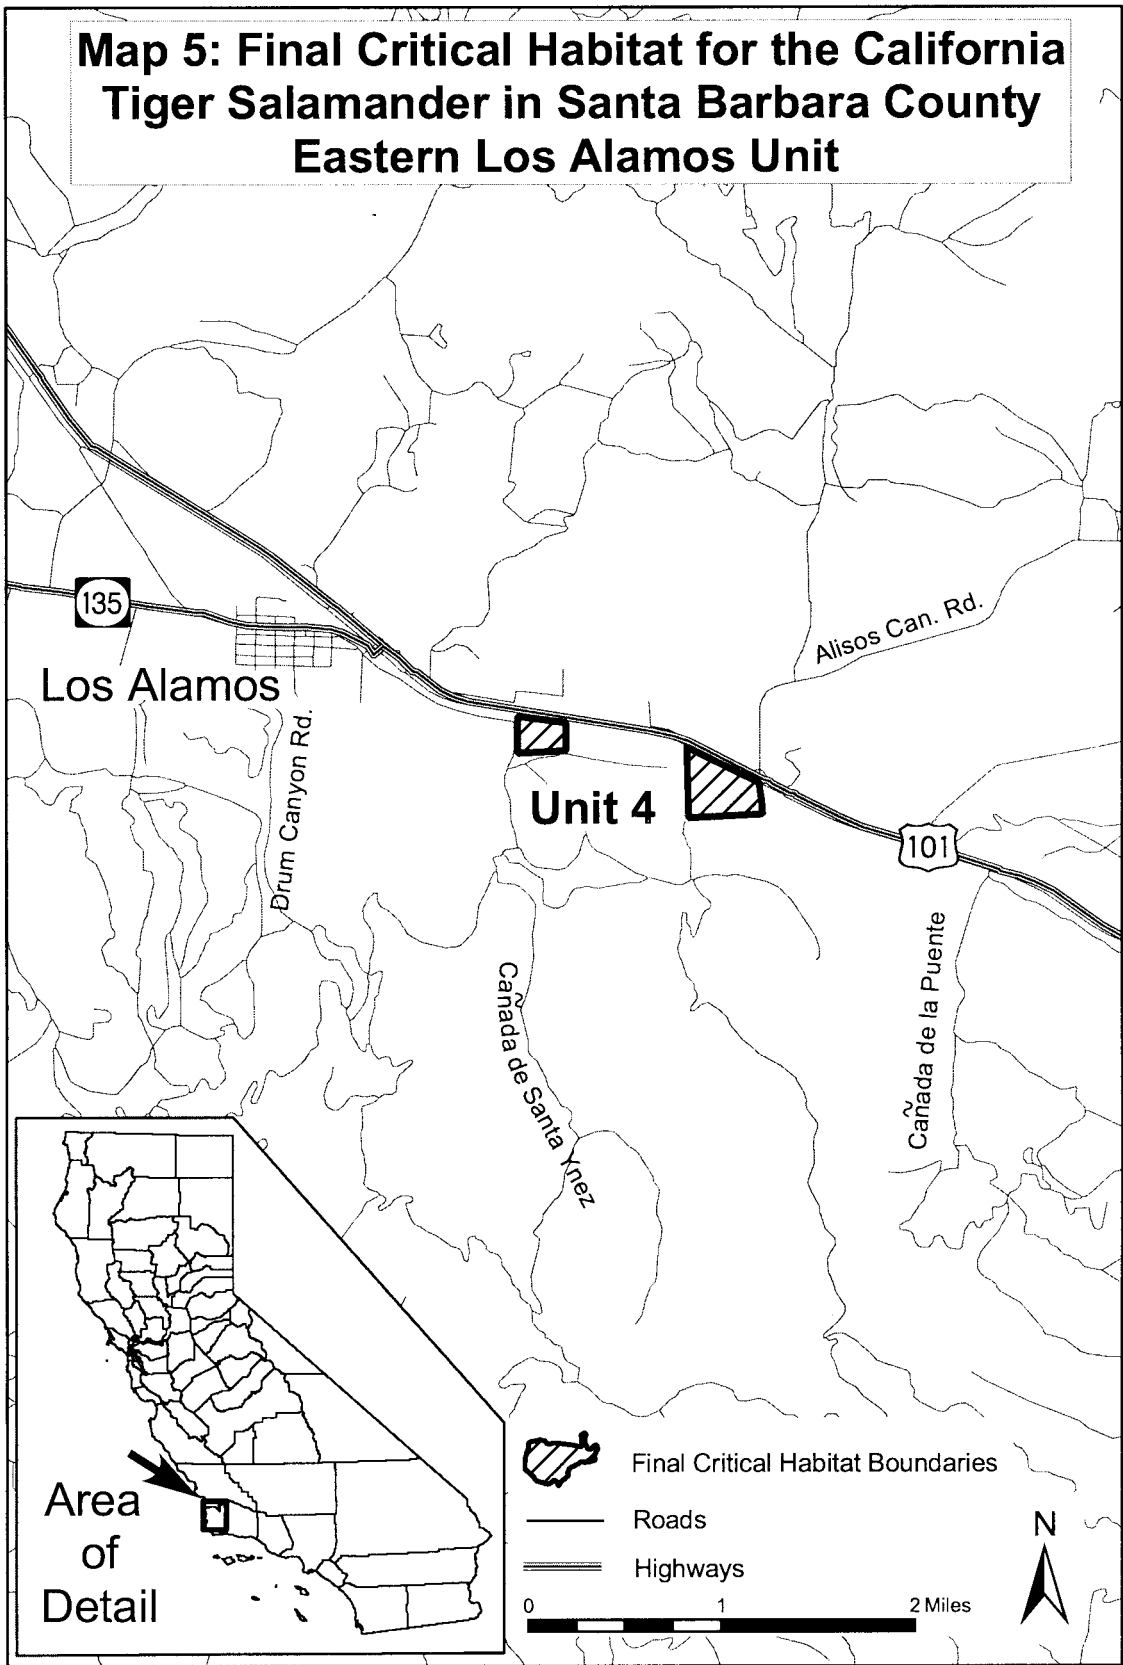 Map 5: Final Critical Habitat for the California
Tiger Salamander in Santa Barbara County
Eastern Los Alamos Unit
135
Alisos Can. Rd.
Los Alamos
Drum Canyon Rd.
Unit 4
101
Cañada de Santa Ynez
Cañada de la Puente
Area
of
Detail
Final Critical Habitat Boundaries
Roads
Highways
N
0 1 2 Miles